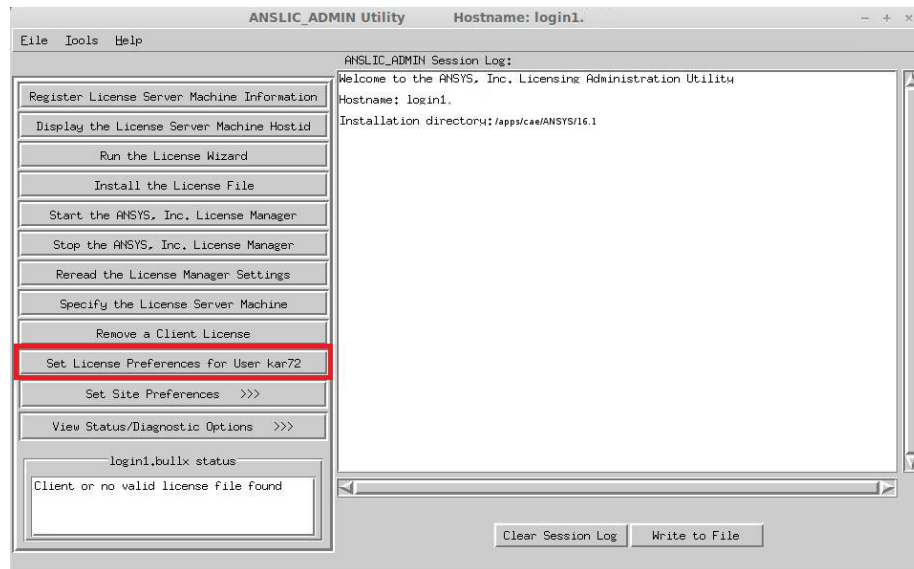 ANSLIC_ADMIN Utility Hostname: login1.
File Tools Help
ANSLIC_ADMIN Session Log:
Welcome to the ANSYS, Inc. Licensing Administration Utility
Hostname: login1.
Installation directory: /apps/cae/ANSYS/16.1
Register License Server Machine Information
Display the License Server Machine Hostid
Run the License Wizard
Install the License File
Start the ANSYS, Inc. License Manager
Stop the ANSYS, Inc. License Manager
Reread the License Manager Settings
Specify the License Server Machine
Remove a Client License
Set License Preferences for User kar72
Set Site Preferences >>>
View Status/Diagnostic Options >>>
login1.bullx status
Client or no valid license file found
Clear Session Log Write to File